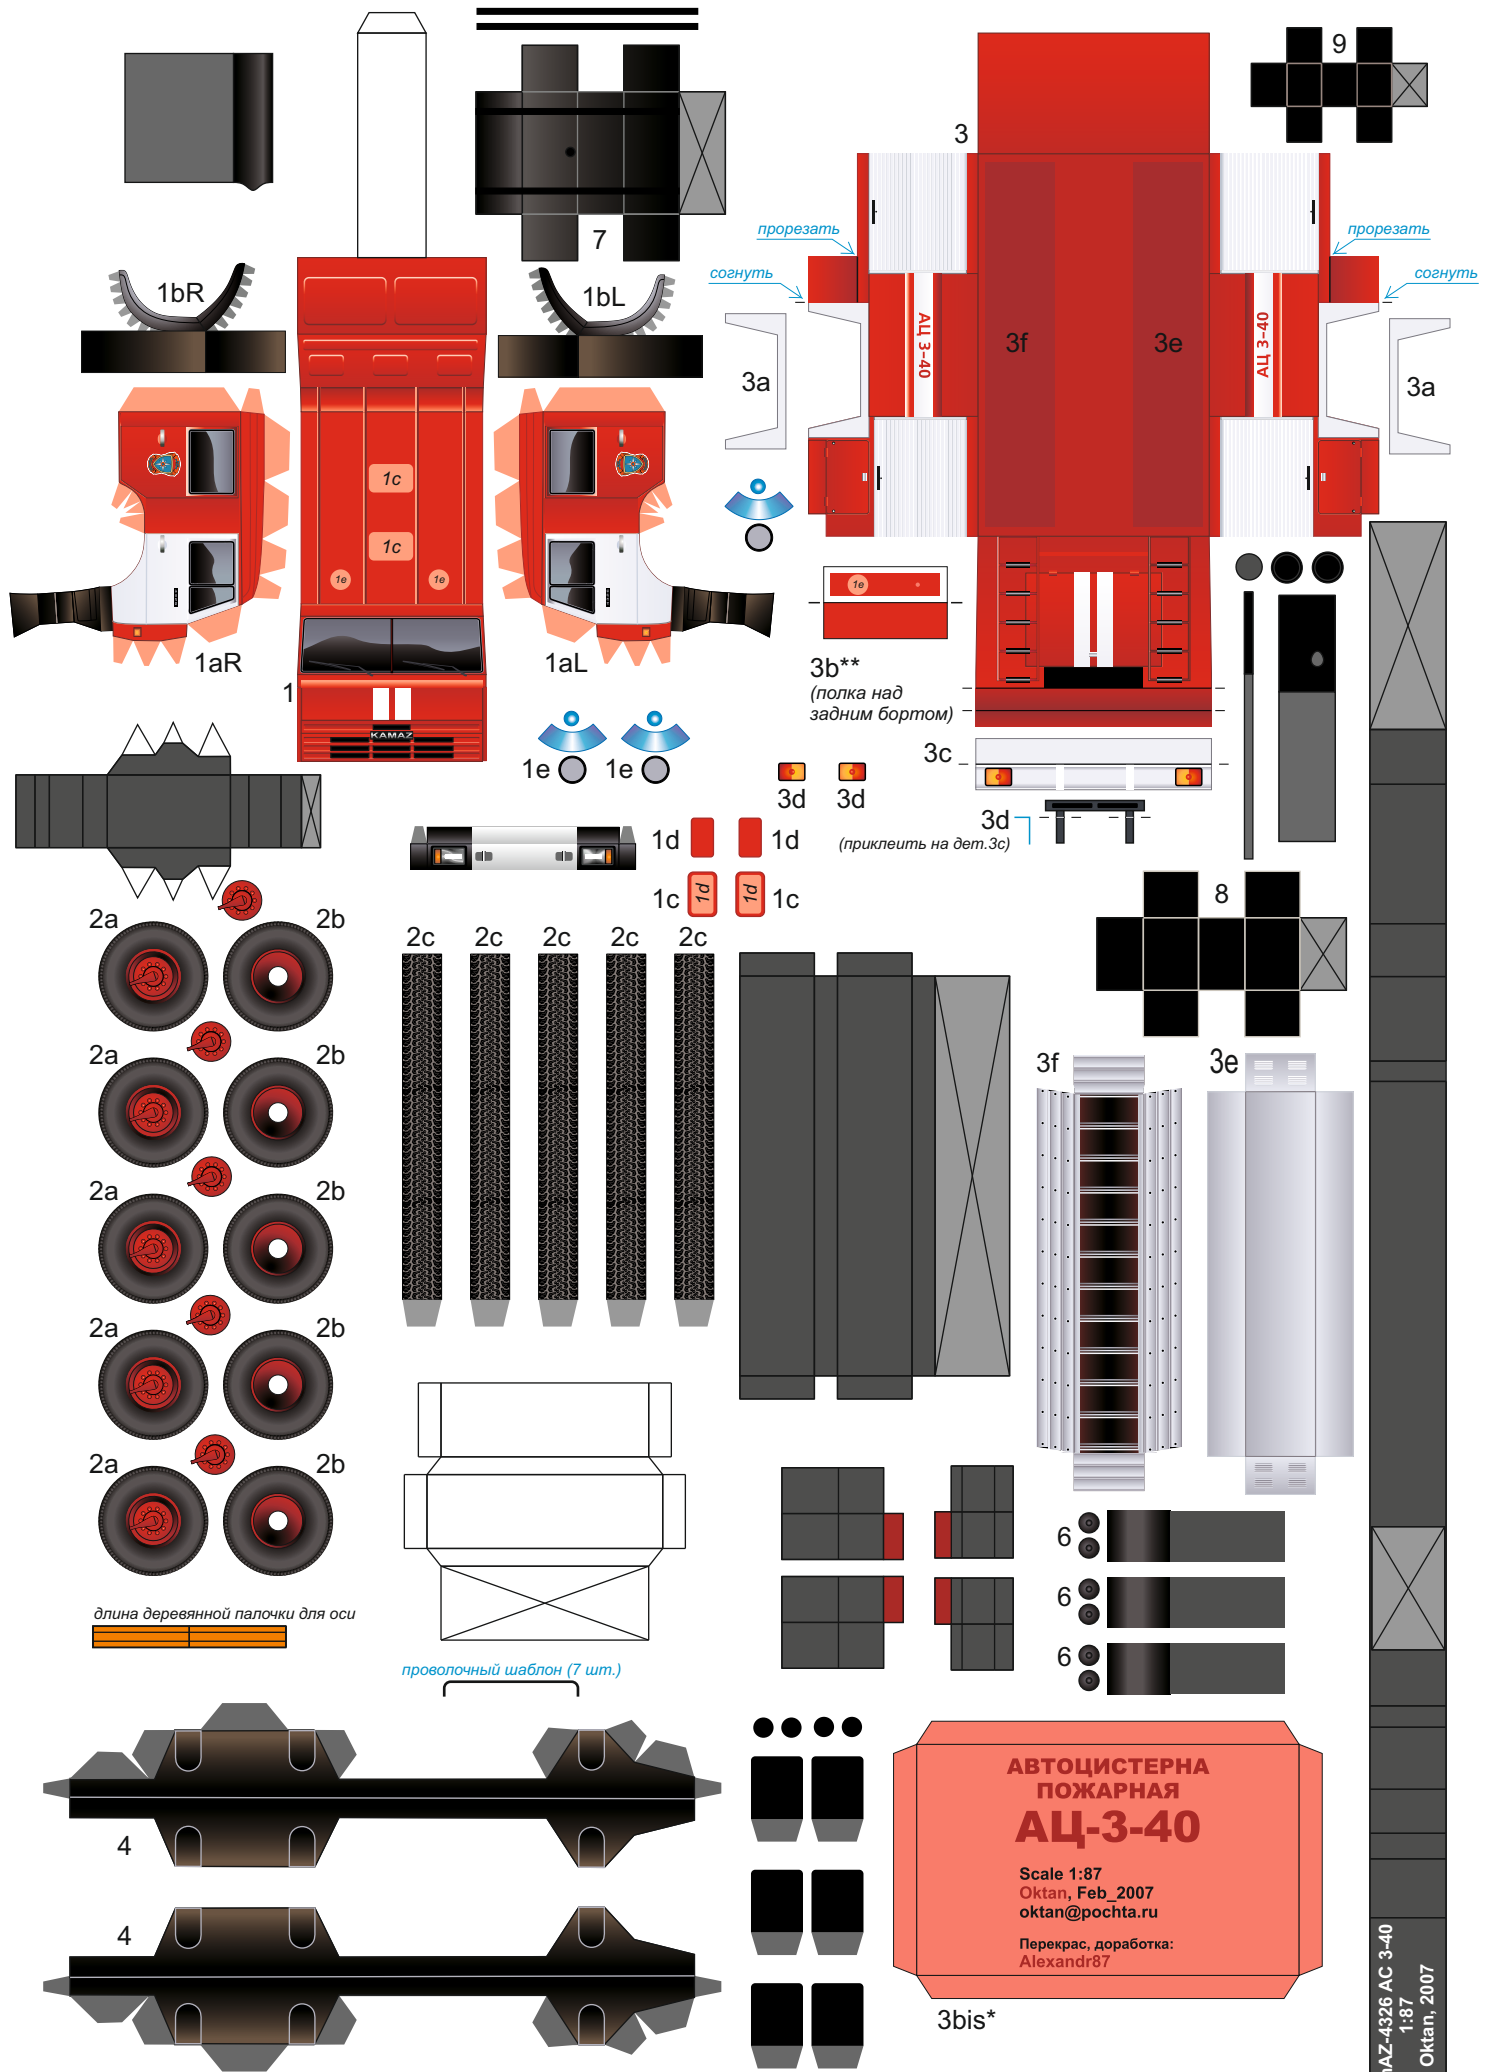 9
3
7
прорезать
прорезать
согнуть
согнуть
1bR
1bL
АЦ 3-40
АЦ 3-40
3f
3e
3a
3a
1c
1c
1e
1e
1e
1aR
1aL
1
KAMAZ
3b**
(полка над
задним бортом)
3c
1e
1e
3d
3d
3d
(приклеить на дет.3с)
1d
1d
1c
1d
1d
1c
8
2a
2b
2c
2c
2c
2c
2c
2a
2b
3f
3e
2a
2b
2a
2b
2a
2b
6
6
6
длина деревянной палочки для оси
проволочный шаблон (7 шт.)
4
4
АВТОЦИСТЕРНА
ПОЖАРНАЯ
АЦ-3-40
Scale 1:87
Oktan, Feb_2007
oktan@pochta.ru
Перекрас, доработка:
Alexandr87
3bis*
AZ-4326 AC 3-40
1:87
Oktan, 2007